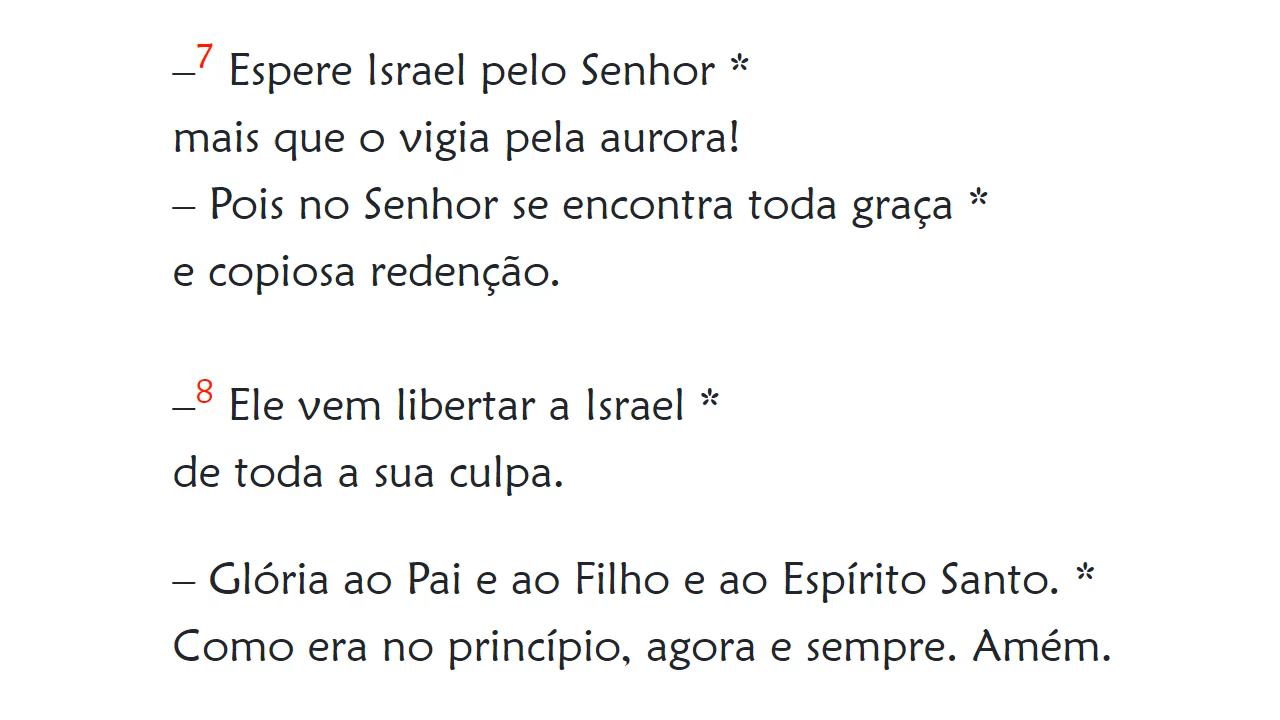 –7 Espere Israel pelo Senhor *
mais que o vigia pela aurora!
– Pois no Senhor se encontra toda graça *
e copiosa redenção.
–8 Ele vem libertar a Israel *
de toda a sua culpa.
– Glória ao Pai e ao Filho e ao Espírito Santo. *
Como era no princípio, agora e sempre. Amém.